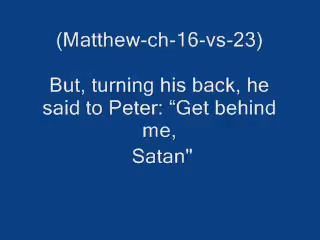 (Matthew-ch-16-vs-23)
But, turning his back, he
said to Peter: “Get behind
me,
Satan"